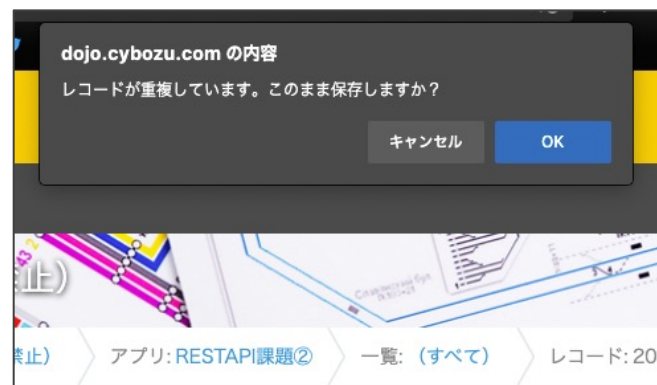 dojo.cybozu.com の内容
レコードが重複しています。このまま保存しますか？
キャンセル
OK
止）
禁止） アプリ: RESTAPI課題② 一覧: （すべて） レコード: 20